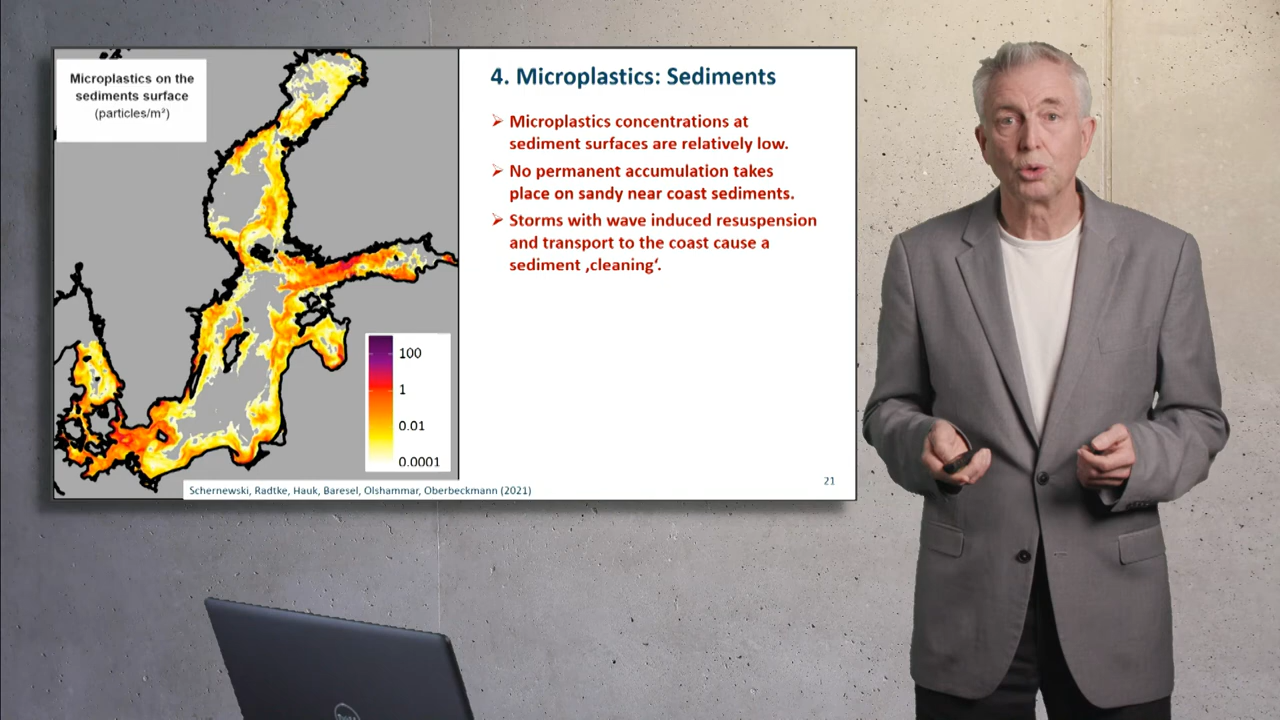 Microplastics on the
sediments surface
(particles/m²)
100
1
0.01
0.0001
Schernewski, Radtke, Hauk, Baresel, Olshammar, Oberbeckmann (2021)
4. Microplastics: Sediments
➢ Microplastics concentrations at
sediment surfaces are relatively low.
➢ No permanent accumulation takes
place on sandy near coast sediments.
➢ Storms with wave induced resuspension
and transport to the coast cause a
sediment ‚cleaning‘.
21
DELL